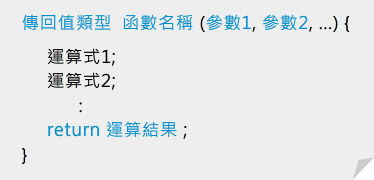 傳回值類型 函數名稱 (參數1, 參數2, ...) {
運算式1;
運算式2;
:
return 運算結果 ;
}